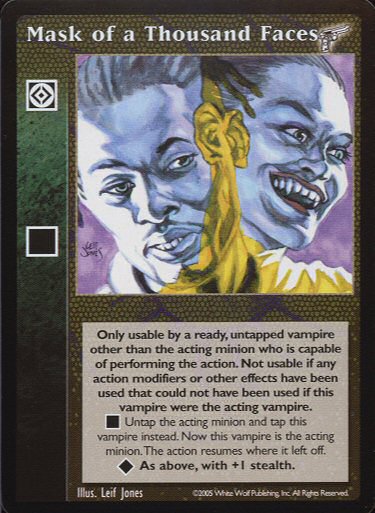 Mask of a Thousand Faces
LEIF
JONES
Only usable by a ready, untapped vampire
other than the acting minion who is capable
of performing the action. Not usable if any
action modifiers or other effects have been
used that could not have been used if this
vampire were the acting vampire.
Untap the acting minion and tap this
vampire instead. Now this vampire is the acting
minion. The action resumes where it left off.
As above, with +1 stealth.
Illus. Leif Jones
©2005 White Wolf Publishing, Inc. All Rights Reserved.